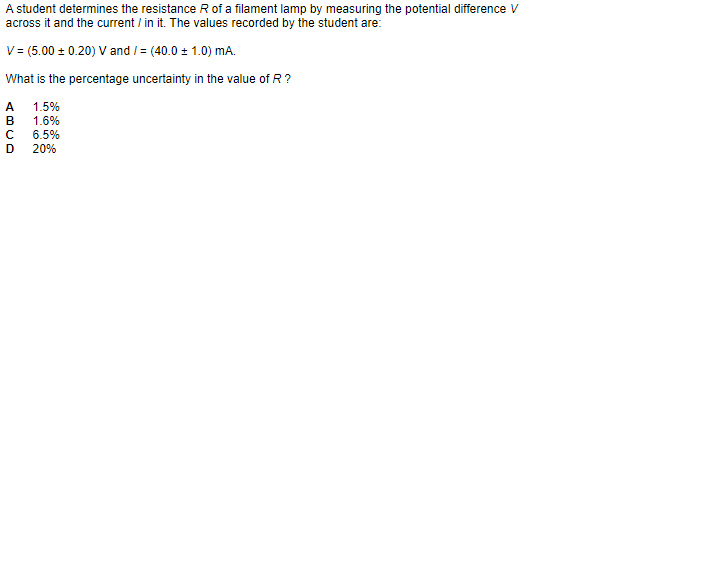 A student determines the resistance R of a filament lamp by measuring the potential difference V
across it and the current I in it. The values recorded by the student are:
V = (5.00 ± 0.20) V and I = (40.0 ± 1.0) mA.
What is the percentage uncertainty in the value of R ?
A 1.5%
B 1.6%
C 6.5%
D 20%